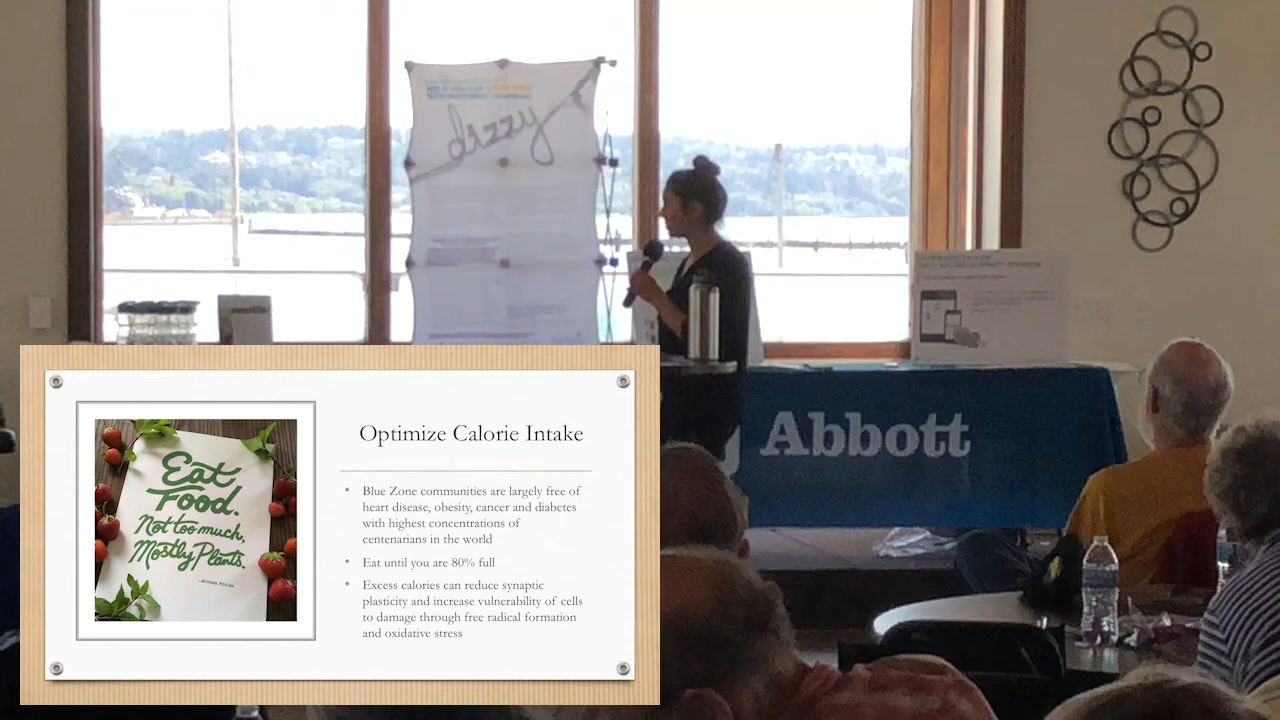 dizzy
Abbott
Optimize Calorie Intake
Eat
Food.
Not too much,
Mostly Plants.
—MICHAEL POLLAN
• Blue Zone communities are largely free of
heart disease, obesity, cancer and diabetes
with highest concentrations of
centenarians in the world
• Eat until you are 80% full
• Excess calories can reduce synaptic
plasticity and increase vulnerability of cells
to damage through free radical formation
and oxidative stress